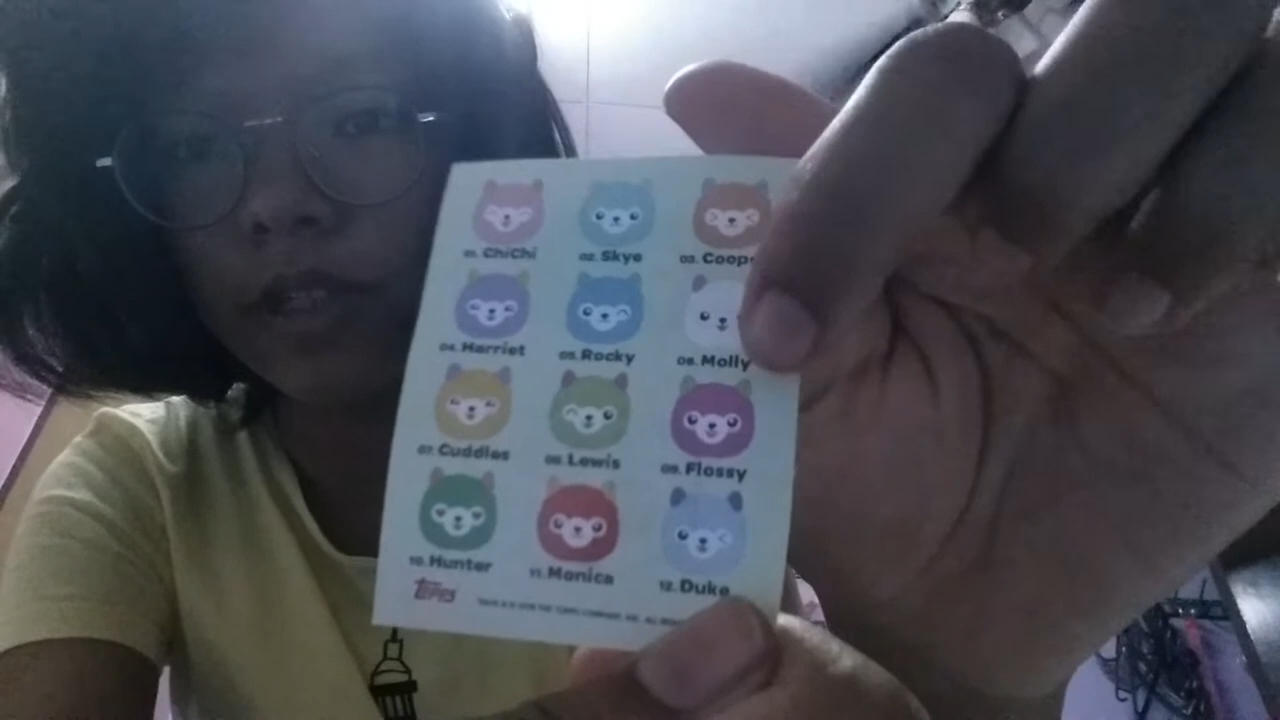 01. ChiChi 02. Skye 03. Coop
04. Harriet 05. Rocky 06. Molly
07. Cuddles 08. Lewis 09. Flossy
10. Hunter 11. Monica 12. Duke
Topps